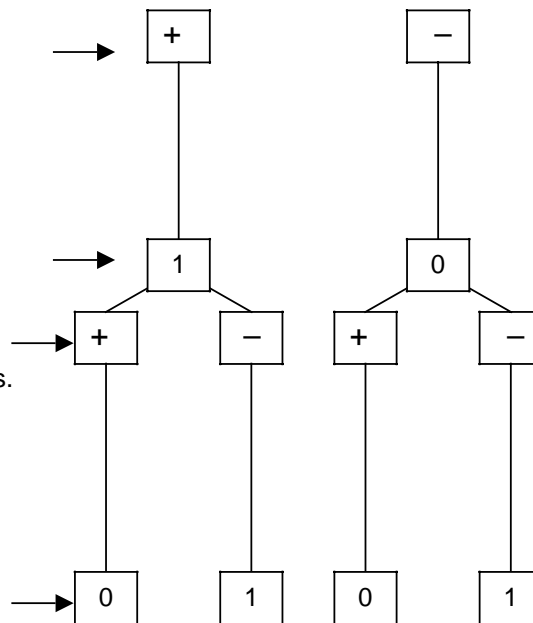 + –
1 0
+ – + –
s.
0 1 0 1